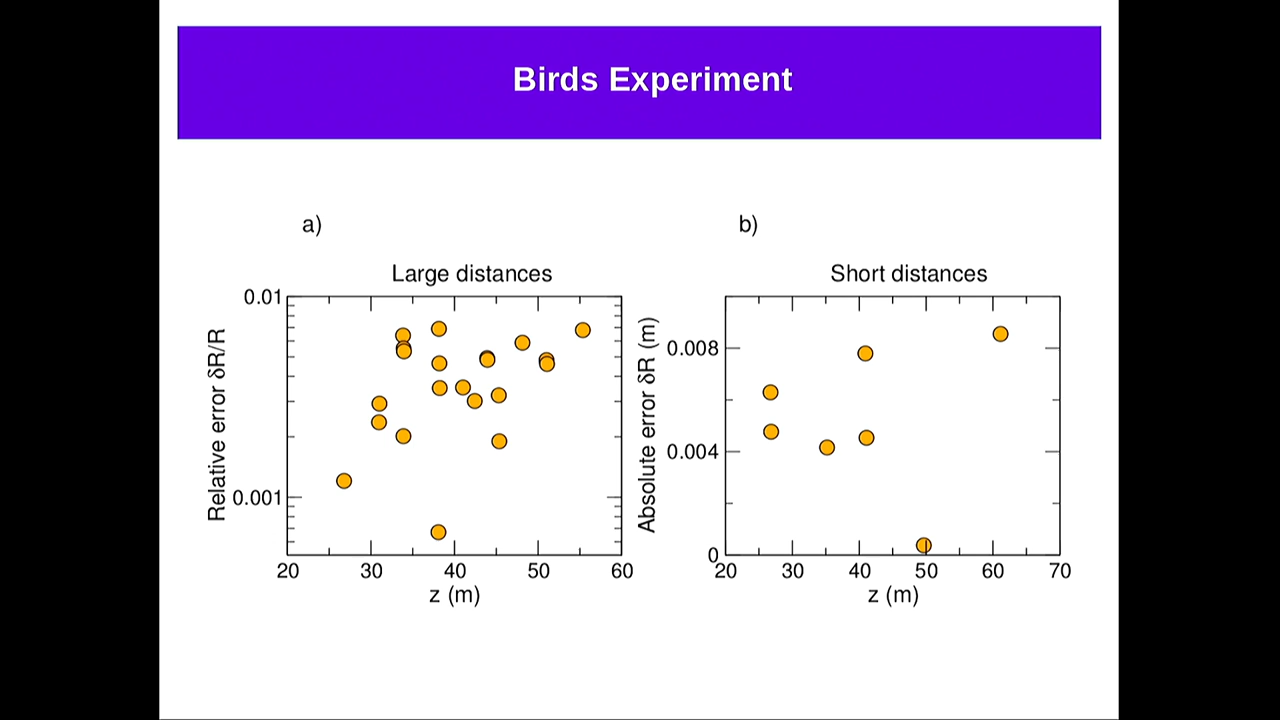 Birds Experiment
a)
Large distances
0.01
0.001
Relative error δR/R
20 30 40 50 60
z (m)
b)
Short distances
0.008
0.004
0
Absolute error δR (m)
20 30 40 50 60 70
z (m)